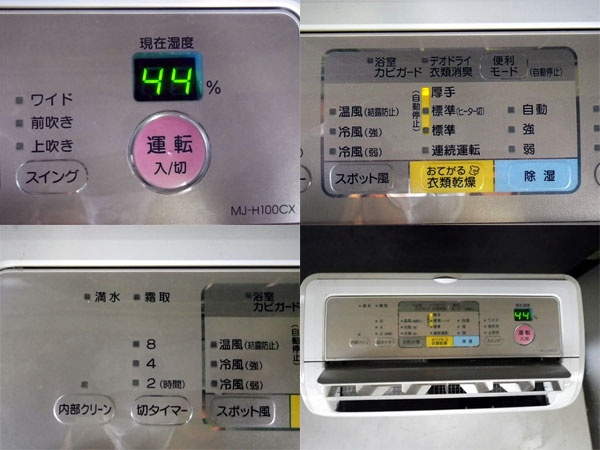 現在湿度
44 %
ワイド
前吹き
上吹き
運転
入/切
スイング
MJ-H100CX
浴室
カビガード
デオドライ
衣類消臭
便利
モード
(自動停止)
厚手
(自動停止)
温風(結露防止)
標準(ヒーター切)
自動
冷風(強)
標準
強
冷風(弱)
連続運転
弱
スポット風
おてがる
衣類乾燥
除湿
満水
霜取
浴室
カビガード
8
温風(結露防止)
4
冷風(強)
2(時間)
冷風(弱)
内部クリーン
切タイマー
スポット風
44
運転
入/切
除湿